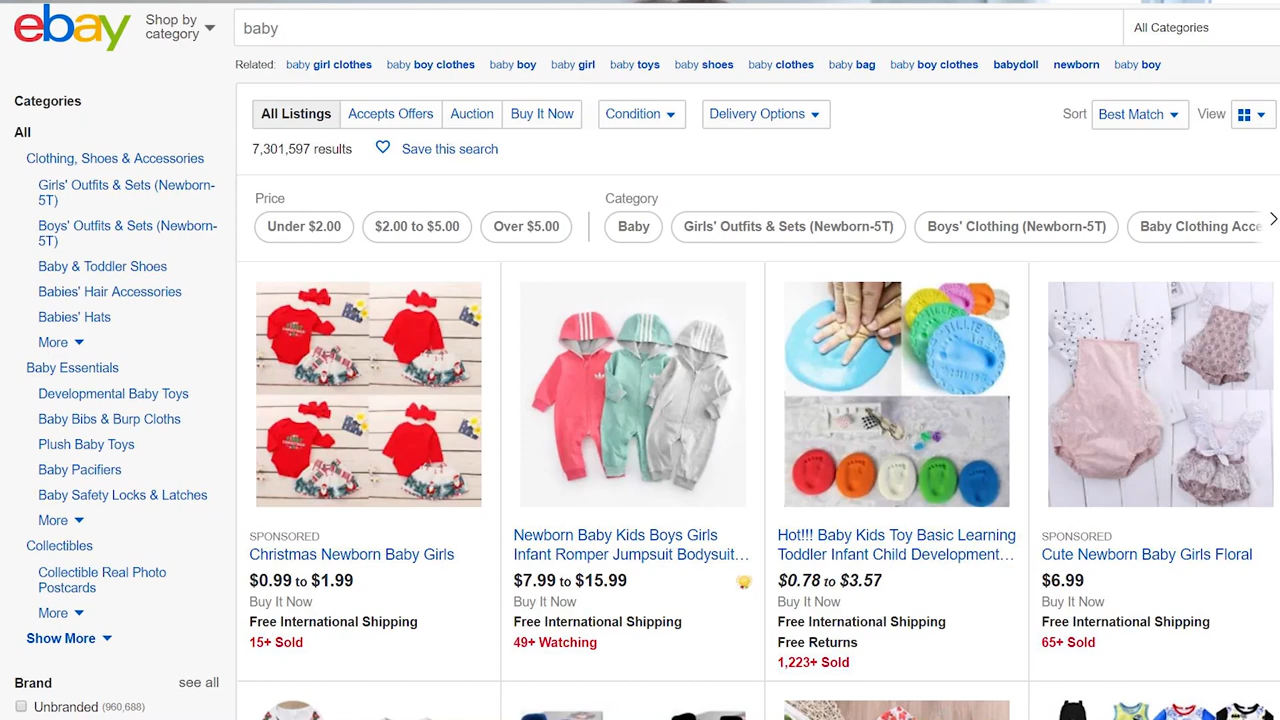 ebay
Shop by
category
baby
All Categories
Related: baby girl clothes baby boy clothes baby boy baby girl baby toys baby shoes baby clothes baby bag baby boy clothes babydoll newborn baby boy
Categories
All
Clothing, Shoes & Accessories
Girls' Outfits & Sets (Newborn-
5T)
Boys' Outfits & Sets (Newborn-
5T)
Baby & Toddler Shoes
Babies' Hair Accessories
Babies' Hats
More
Baby Essentials
Developmental Baby Toys
Baby Bibs & Burp Cloths
Plush Baby Toys
Baby Pacifiers
Baby Safety Locks & Latches
More
Collectibles
Collectible Real Photo
Postcards
More
Show More
Brand see all
Unbranded (960,688)
All Listings Accepts Offers Auction Buy It Now Condition Delivery Options Sort Best Match View
7,301,597 results Save this search
Price Category
Under $2.00 $2.00 to $5.00 Over $5.00 Baby Girls' Outfits & Sets (Newborn-5T) Boys' Clothing (Newborn-5T) Baby Clothing Acce
SPONSORED
Christmas Newborn Baby Girls
$0.99 to $1.99
Buy It Now
Free International Shipping
15+ Sold
Newborn Baby Kids Boys Girls
Infant Romper Jumpsuit Bodysuit…
$7.99 to $15.99
Buy It Now
Free International Shipping
49+ Watching
Hot!!! Baby Kids Toy Basic Learning
Toddler Infant Child Development…
$0.78 to $3.57
Buy It Now
Free International Shipping
Free Returns
1,223+ Sold
SPONSORED
Cute Newborn Baby Girls Floral
$6.99
Buy It Now
Free International Shipping
65+ Sold